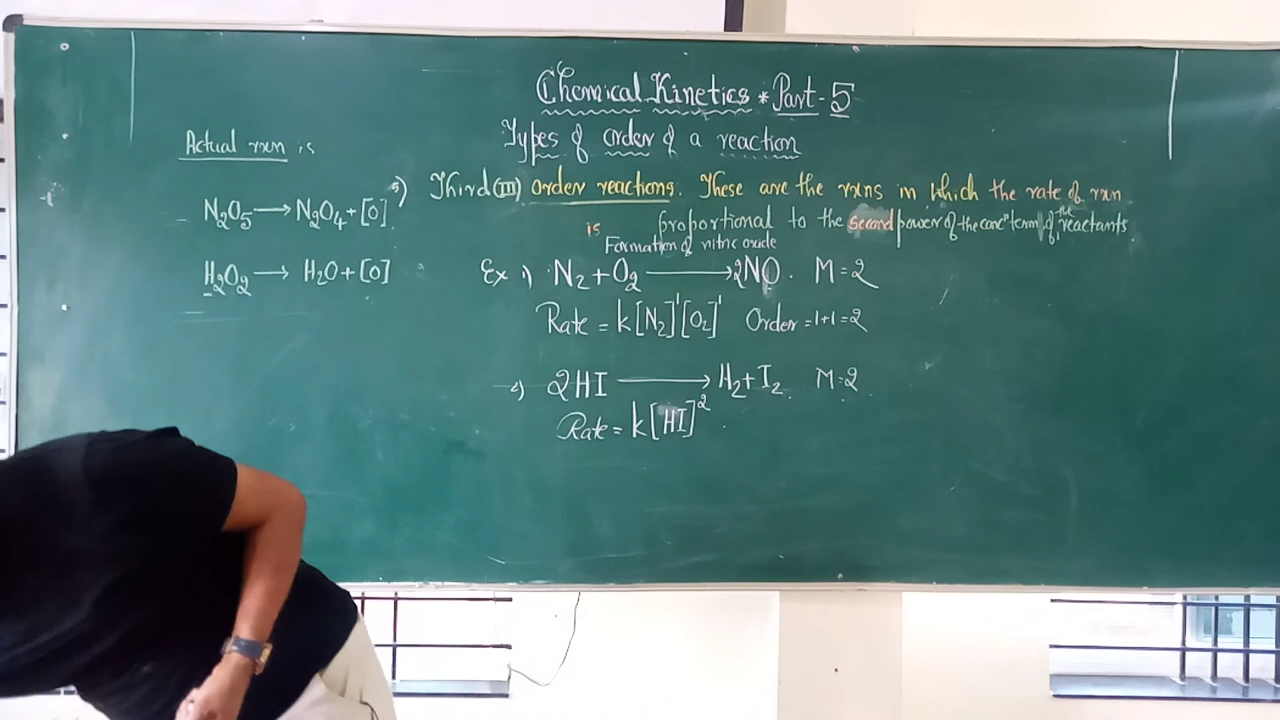 Chemical Kinetics * Part - 5
Types of order of a reaction
Actual rxn is
N₂O₅ → N₂O₄ + [O]
H₂O₂ → H₂O + [O]
3) Third (III) order reactions. These are the rxns in which the rate of rxn
is proportional to the second power of the concⁿ term of the reactants.
Formation of nitric oxide
Ex 1) N₂ + O₂ → 2NO. M = 2
Rate = k[N₂]¹[O₂]¹ Order = 1+1 = 2
2HI → H₂ + I₂. M = 2
Rate = k[HI]².